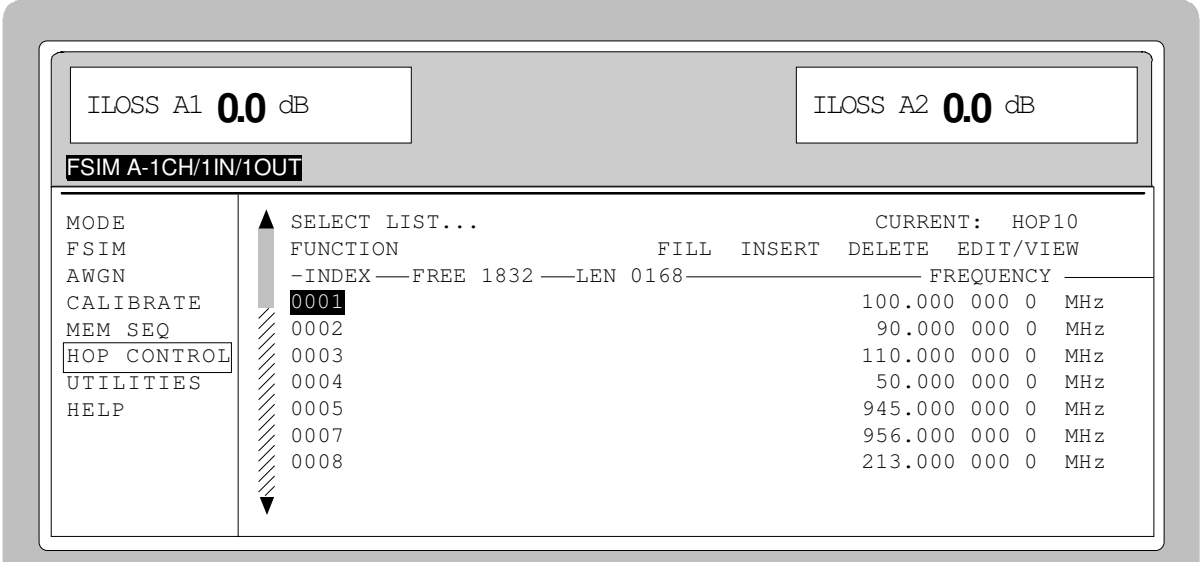 ILOSS A1 0.0 dB
ILOSS A2 0.0 dB
FSIM A-1CH/1IN/1OUT
MODE
FSIM
AWGN
CALIBRATE
MEM SEQ
HOP CONTROL
UTILITIES
HELP
SELECT LIST... CURRENT: HOP10
FUNCTION FILL INSERT DELETE EDIT/VIEW
-INDEX FREE 1832 LEN 0168 FREQUENCY
0001 100.000 000 0 MHz
0002 90.000 000 0 MHz
0003 110.000 000 0 MHz
0004 50.000 000 0 MHz
0005 945.000 000 0 MHz
0007 956.000 000 0 MHz
0008 213.000 000 0 MHz